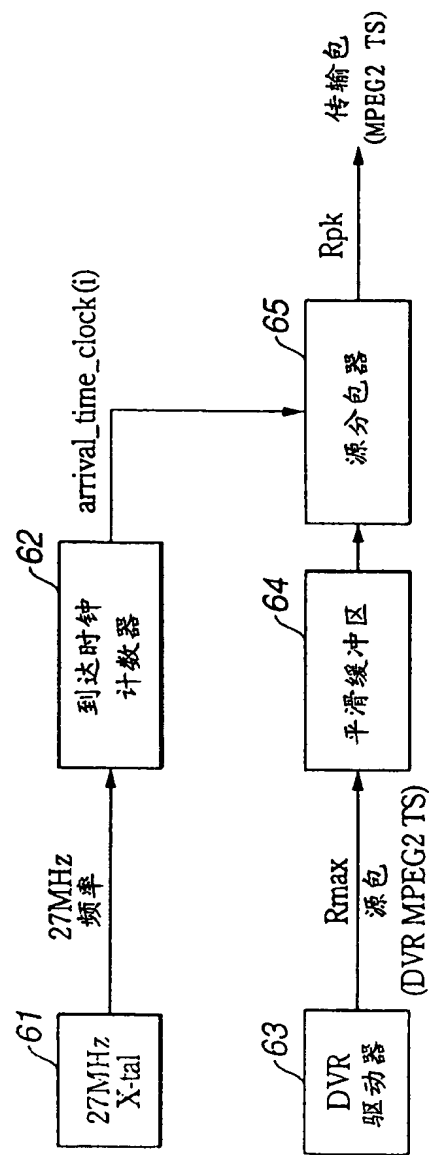 61
27MHz
X-tal
27MHz
频率
62
到达时钟
计数器
arrival_time_clock(i)
63
DVR
驱动器
Rmax
源包
(DVR MPEG2 TS)
64
平滑缓冲区
65
源分包器
Rpk
传输包
(MPEG2 TS)